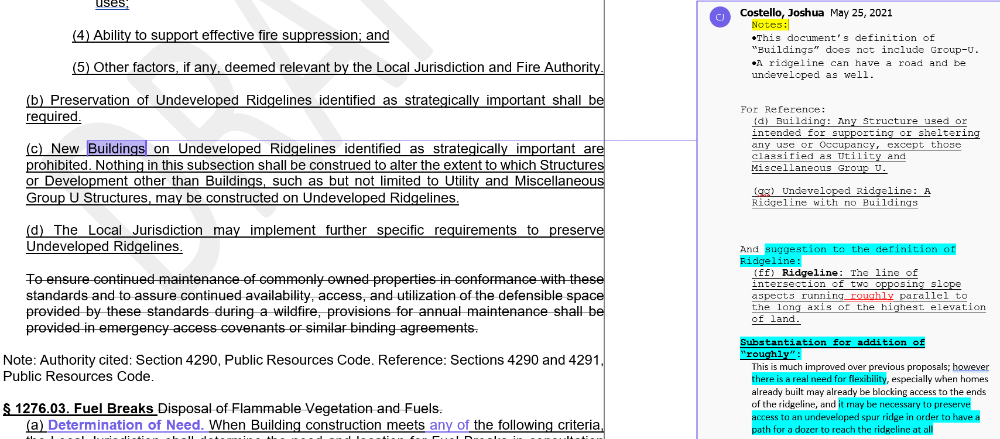 uses;
(4) Ability to support effective fire suppression; and
(5) Other factors, if any, deemed relevant by the Local Jurisdiction and Fire Authority.
(b) Preservation of Undeveloped Ridgelines identified as strategically important shall be
required.
(c) New Buildings on Undeveloped Ridgelines identified as strategically important are
prohibited. Nothing in this subsection shall be construed to alter the extent to which Structures
or Development other than Buildings, such as but not limited to Utility and Miscellaneous
Group U Structures, may be constructed on Undeveloped Ridgelines.
(d) The Local Jurisdiction may implement further specific requirements to preserve
Undeveloped Ridgelines.
To ensure continued maintenance of commonly owned properties in conformance with these
standards and to assure continued availability, access, and utilization of the defensible space
provided by these standards during a wildfire, provisions for annual maintenance shall be
provided in emergency access covenants or similar binding agreements.
Note: Authority cited: Section 4290, Public Resources Code. Reference: Sections 4290 and 4291,
Public Resources Code.
§ 1276.03. Fuel Breaks Disposal of Flammable Vegetation and Fuels.
(a) Determination of Need. When Building construction meets any of the following criteria,
the Local Jurisdiction shall determine the need and location for Fuel Breaks in consultation
DRAF
CJ
Costello, Joshua May 25, 2021
Notes:
•This document’s definition of
“Buildings” does not include Group-U.
•A ridgeline can have a road and be
undeveloped as well.
For Reference:
(d) Building: Any Structure used or
intended for supporting or sheltering
any use or Occupancy, except those
classified as Utility and
Miscellaneous Group U.
(qq) Undeveloped Ridgeline: A
Ridgeline with no Buildings
And suggestion to the definition of
Ridgeline:
(ff) Ridgeline: The line of
intersection of two opposing slope
aspects running roughly parallel to
the long axis of the highest elevation
of land.
Substantiation for addition of
“roughly”:
This is much improved over previous proposals; however
there is a real need for flexibility, especially when homes
already built may already be blocking access to the ends
of the ridgeline, and it may be necessary to preserve
access to an undeveloped spur ridge in order to have a
path for a dozer to reach the ridgeline at all